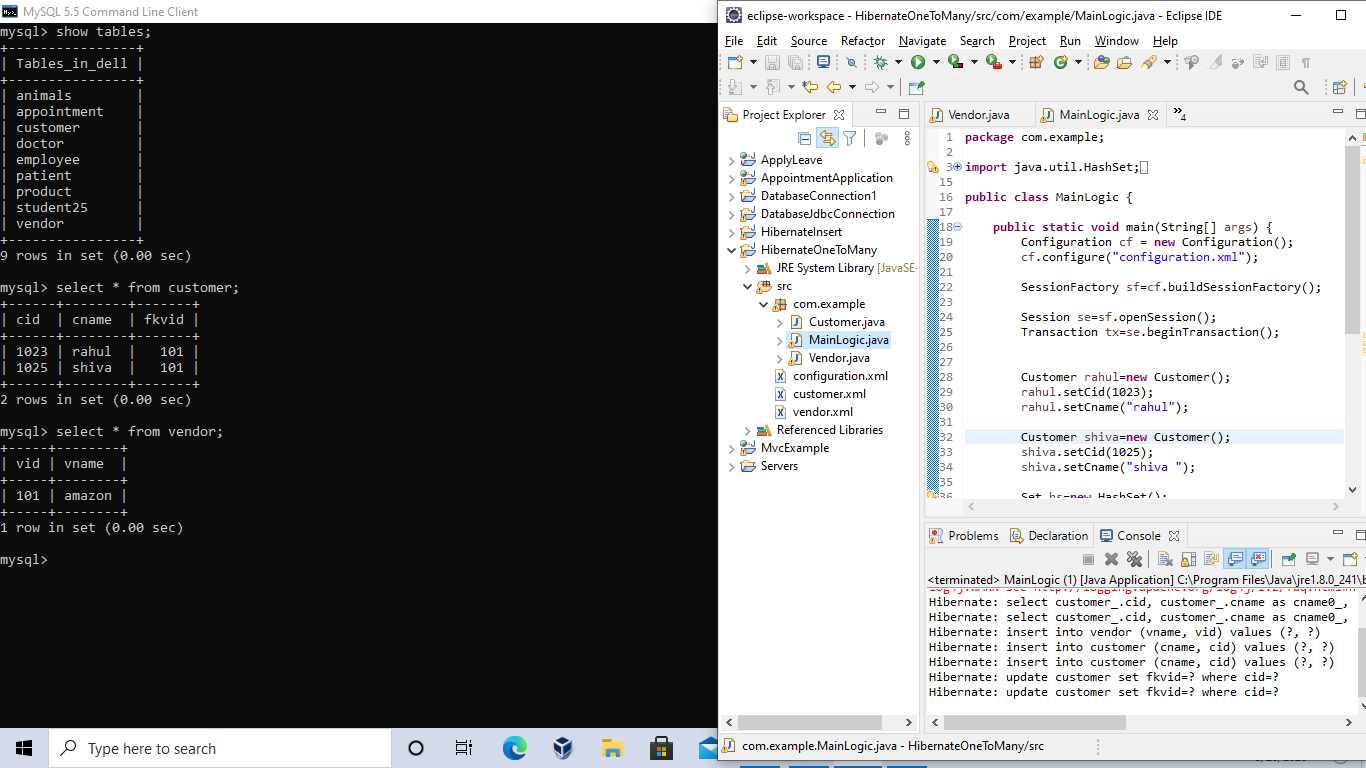 MySQL 5.5 Command Line Client
mysql> show tables;
+----------------+
| Tables_in_dell |
+----------------+
| animals        |
| appointment    |
| customer       |
| doctor         |
| employee       |
| patient        |
| product        |
| student25      |
| vendor         |
+----------------+
9 rows in set (0.00 sec)
mysql> select * from customer;
+------+--------+-------+
| cid  | cname  | fkvid |
+------+--------+-------+
| 1023 | rahul  |   101 |
| 1025 | shiva  |   101 |
+------+--------+-------+
2 rows in set (0.00 sec)
mysql> select * from vendor;
+-----+--------+
| vid | vname  |
+-----+--------+
| 101 | amazon |
+-----+--------+
1 row in set (0.00 sec)
mysql>
eclipse-workspace - HibernateOneToMany/src/com/example/MainLogic.java - Eclipse IDE
File Edit Source Refactor Navigate Search Project Run Window Help
Project Explorer
ApplyLeave
AppointmentApplication
DatabaseConnection1
DatabaseJdbcConnection
HibernateInsert
HibernateOneToMany
JRE System Library [JavaSE-
src
com.example
Customer.java
MainLogic.java
Vendor.java
configuration.xml
customer.xml
vendor.xml
Referenced Libraries
MvcExample
Servers
Vendor.java MainLogic.java »4
1 package com.example;
2
3 import java.util.HashSet;
15
16 public class MainLogic {
17
18 public static void main(String[] args) {
19 Configuration cf = new Configuration();
20 cf.configure("configuration.xml");
21
22 SessionFactory sf=cf.buildSessionFactory();
23
24 Session se=sf.openSession();
25 Transaction tx=se.beginTransaction();
26
27
28 Customer rahul=new Customer();
29 rahul.setCid(1023);
30 rahul.setCname("rahul");
31
32 Customer shiva=new Customer();
33 shiva.setCid(1025);
34 shiva.setCname("shiva ");
35
36 Set hs=new HashSet();
Problems Declaration Console
<terminated> MainLogic (1) [Java Application] C:\Program Files\Java\jre1.8.0_241\b
Hibernate: select customer_.cid, customer_.cname as cname0_,
Hibernate: select customer_.cid, customer_.cname as cname0_,
Hibernate: insert into vendor (vname, vid) values (?, ?)
Hibernate: insert into customer (cname, cid) values (?, ?)
Hibernate: insert into customer (cname, cid) values (?, ?)
Hibernate: update customer set fkvid=? where cid=?
Hibernate: update customer set fkvid=? where cid=?
com.example.MainLogic.java - HibernateOneToMany/src
Type here to search